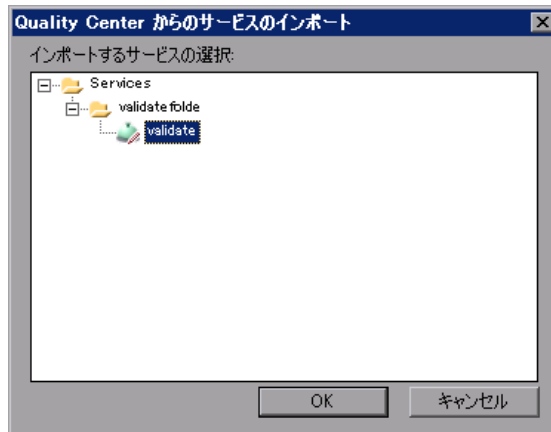 Quality Center からのサービスのインポート
インポートするサービスの選択:
Services
validate folde
validate
OK
キャンセル